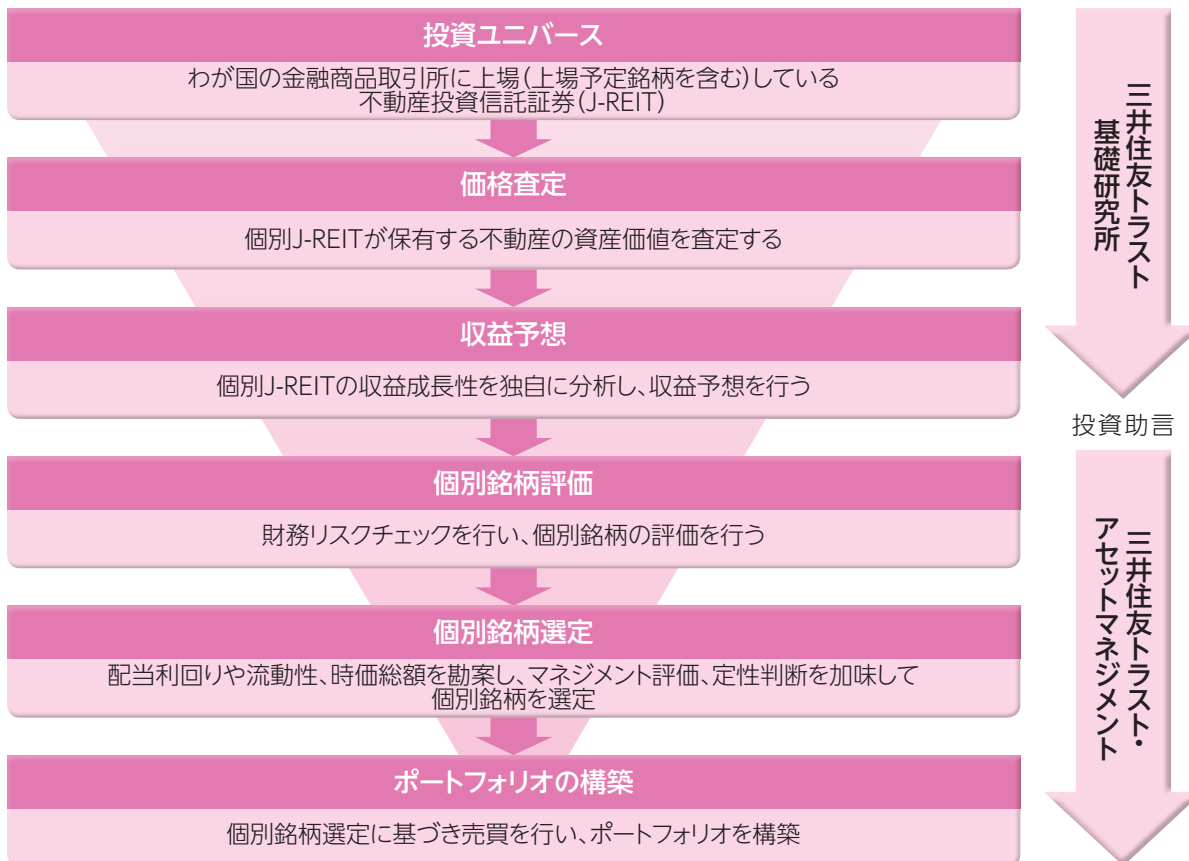 投資ユニバース
わが国の金融商品取引所に上場(上場予定銘柄を含む)している
不動産投資信託証券(J-REIT)
価格査定
個別J-REITが保有する不動産の資産価値を査定する
収益予想
個別J-REITの収益成長性を独自に分析し、収益予想を行う
個別銘柄評価
財務リスクチェックを行い、個別銘柄の評価を行う
個別銘柄選定
配当利回りや流動性、時価総額を勘案し、マネジメント評価、定性判断を加味して
個別銘柄を選定
ポートフォリオの構築
個別銘柄選定に基づき売買を行い、ポートフォリオを構築
三井住友トラスト
基礎研究所
投資助言
三井住友トラスト・
アセットマネジメント